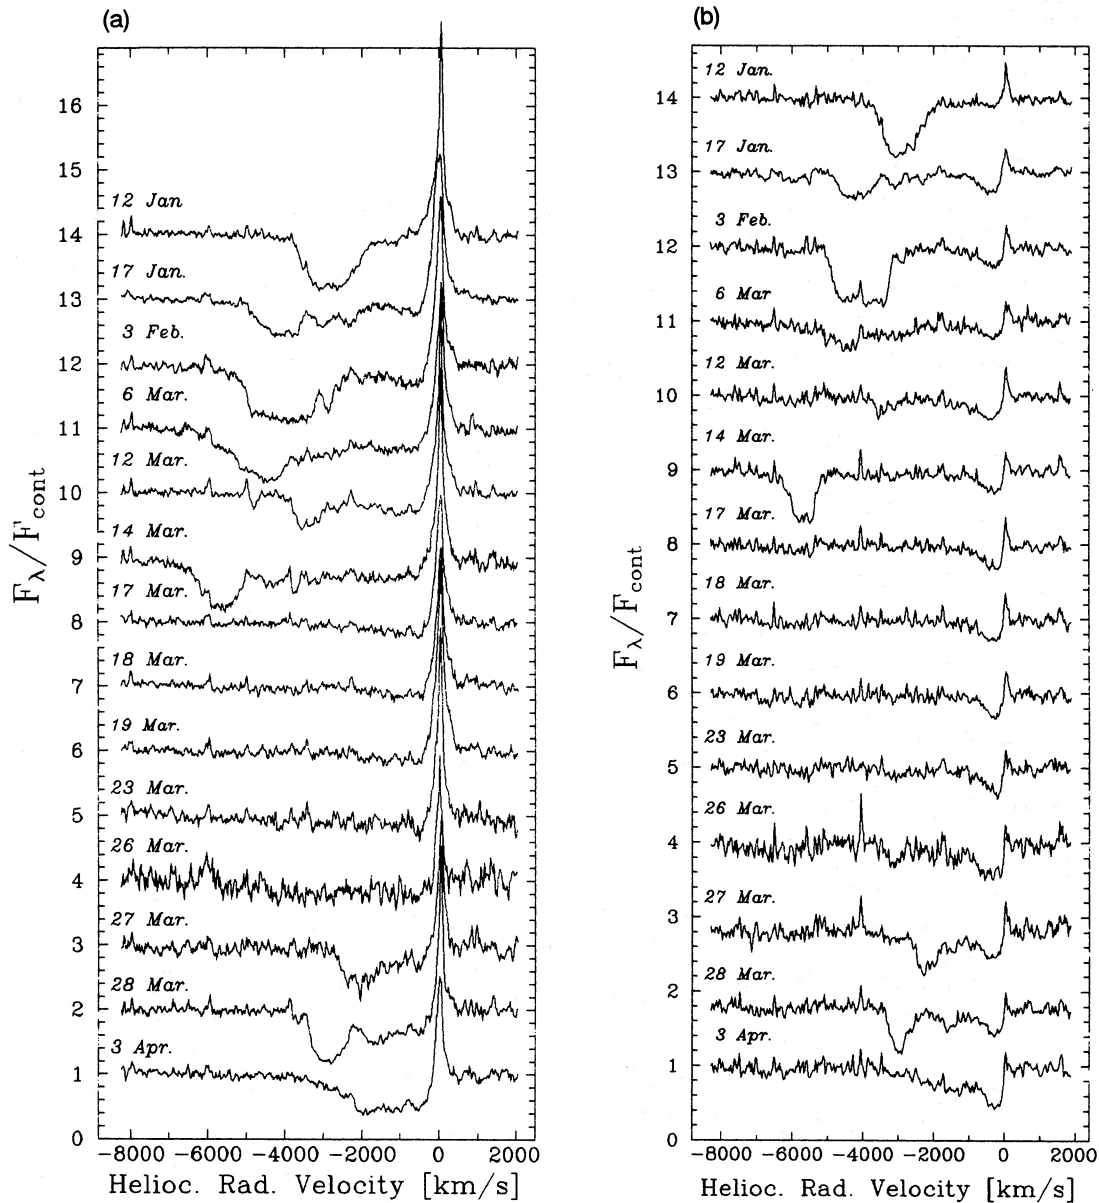 (a)
16
15
12 Jan
14
17 Jan.
13
3 Feb.
12
6 Mar.
11
12 Mar.
10
14 Mar.
9
17 Mar.
8
18 Mar.
7
19 Mar.
6
23 Mar.
5
26 Mar.
4
27 Mar.
3
28 Mar.
2
3 Apr.
1
0
Fλ/Fcont
-8000 -6000 -4000 -2000 0 2000
Helioc. Rad. Velocity [km/s]
(b)
12 Jan.
14
17 Jan.
13
3 Feb.
12
6 Mar
11
12 Mar.
10
14 Mar.
9
17 Mar.
8
18 Mar.
7
19 Mar.
6
23 Mar.
5
26 Mar.
4
27 Mar.
3
28 Mar.
2
3 Apr.
1
0
Fλ/Fcont
-8000 -6000 -4000 -2000 0 2000
Helioc. Rad. Velocity [km/s]